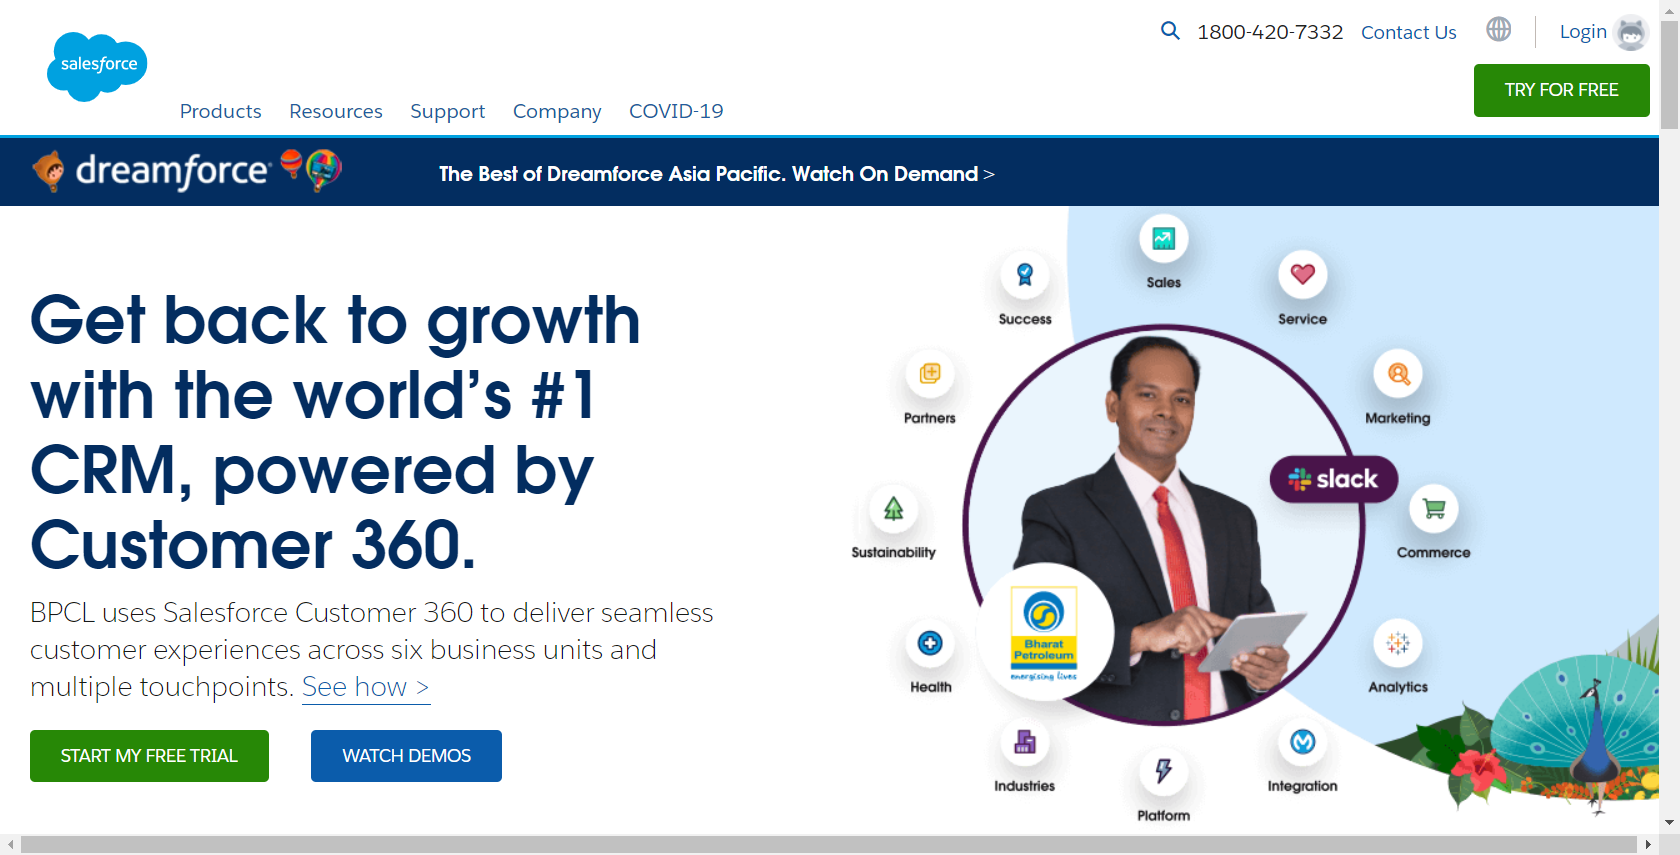 salesforce
1800-420-7332
Contact Us
Login
TRY FOR FREE
Products
Resources
Support
Company
COVID-19
dreamforce
The Best of Dreamforce Asia Pacific. Watch On Demand >
Get back to growth
with the world’s #1
CRM, powered by
Customer 360.
BPCL uses Salesforce Customer 360 to deliver seamless
customer experiences across six business units and
multiple touchpoints. See how >
START MY FREE TRIAL
WATCH DEMOS
Sales
Success
Service
Partners
Marketing
slack
Sustainability
Commerce
Bharat
Petroleum
energising lives
Health
Analytics
Industries
Integration
Platform